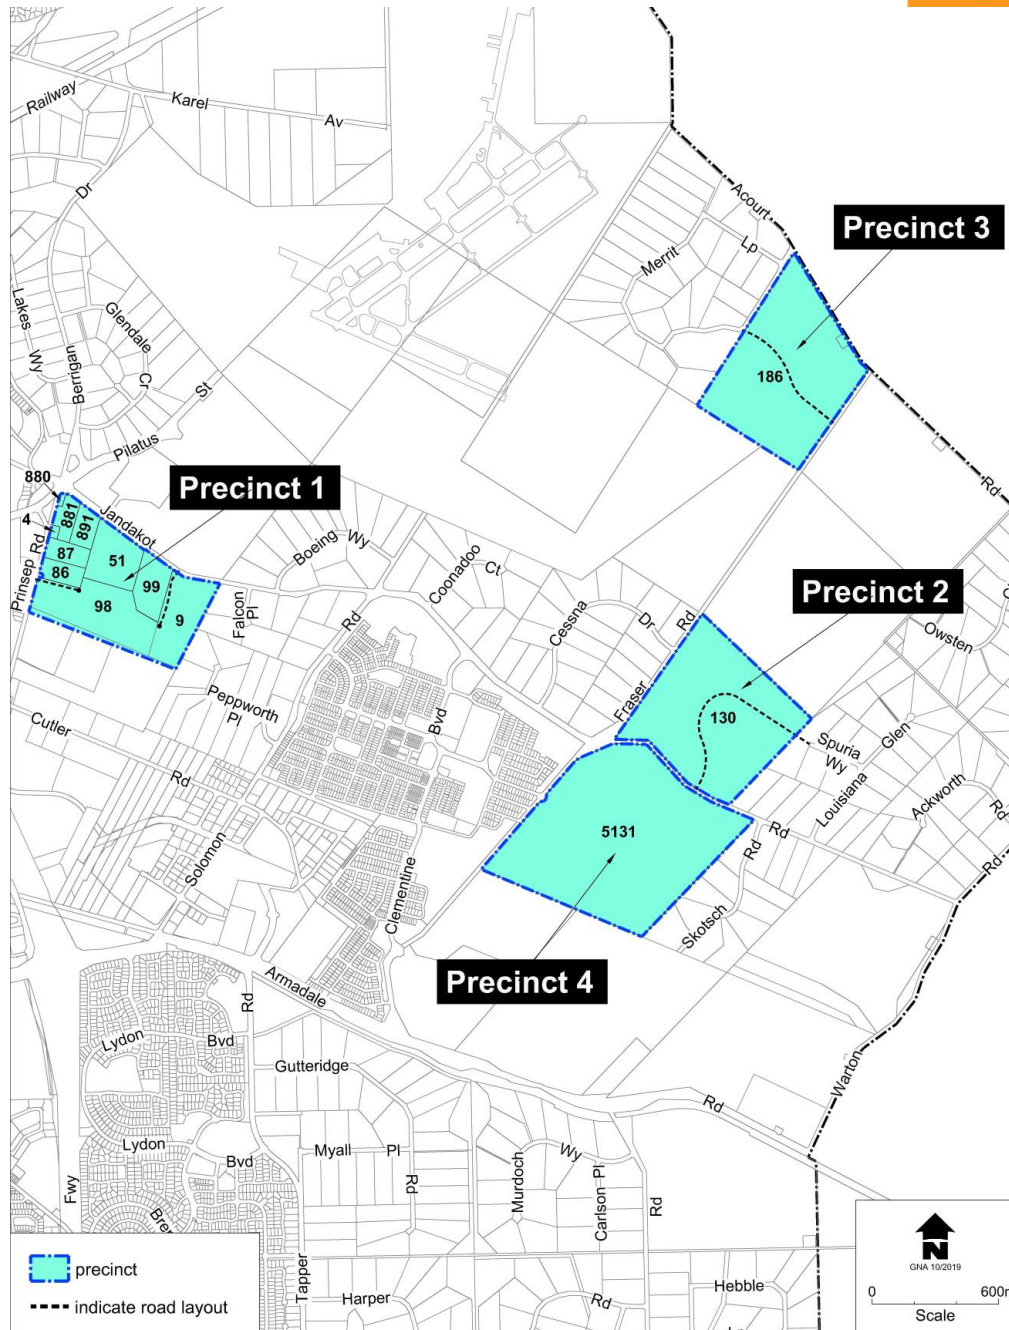 Railway
Karel
Av
Dr
Acourt
Precinct 3
Lp
Merrit
Lakes
Wy
Glendale
Cr
Berrigan
St
186
Pilatus
Rd
880
Precinct 1
4
881
891
Jandakot
87
51
86
99
98
9
Prinsep Rd
Boeing
Wy
Coonadoo
Ct
Falcon
Pl
Rd
Cessna
Dr
Rd
Fraser
Precinct 2
Owsten
Peppworth
Pl
Bvd
130
Spuria
Wy
Glen
Cutler
Rd
Louisiana
Ackworth
Rd
Solomon
5131
Rd
Rd
Rd
Clementine
Skotsch
Precinct 4
Armadale
Rd
Lydon
Bvd
Gutteridge
Warton
Rd
Lydon
Bvd
Myall
Pl
Wy
Murdoch
Carlson Pl
Rd
Rd
Fwy
Tapper
Harper
Rd
Hebble
precinct
indicate road layout
N
GNA 10/2019
0
600m
Scale